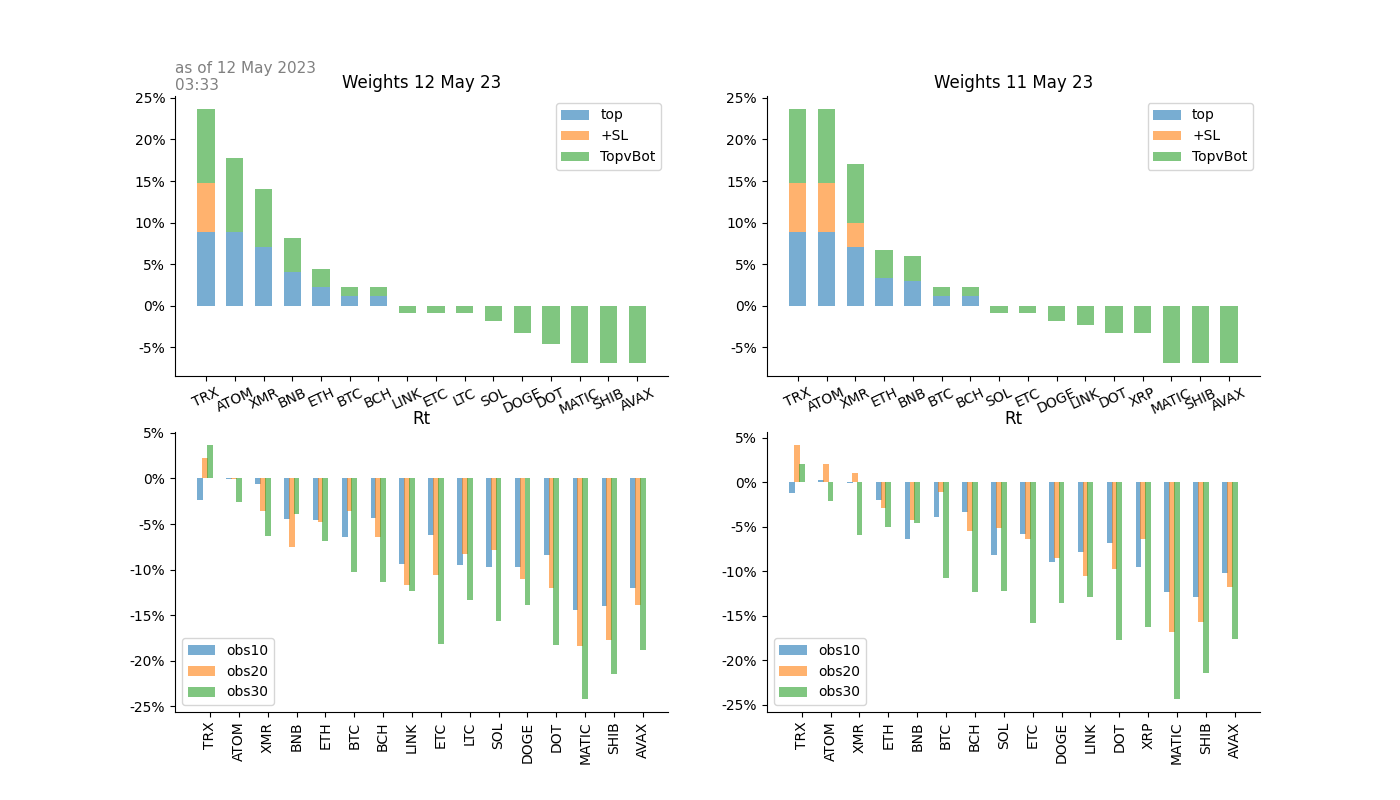 as of 12 May 2023
03:33
Weights 12 May 23
25%
20%
15%
10%
5%
0%
-5%
top
+SL
TopvBot
TRX ATOM XMR BNB ETH BTC BCH LINK ETC LTC SOL DOGE DOT MATIC SHIB AVAX
Weights 11 May 23
25%
20%
15%
10%
5%
0%
-5%
top
+SL
TopvBot
TRX ATOM XMR ETH BNB BTC BCH SOL ETC DOGE LINK DOT XRP MATIC SHIB AVAX
Rt
5%
0%
-5%
-10%
-15%
-20%
-25%
obs10
obs20
obs30
TRX ATOM XMR BNB ETH BTC BCH LINK ETC LTC SOL DOGE DOT MATIC SHIB AVAX
Rt
5%
0%
-5%
-10%
-15%
-20%
-25%
obs10
obs20
obs30
TRX ATOM XMR ETH BNB BTC BCH SOL ETC DOGE LINK DOT XRP MATIC SHIB AVAX